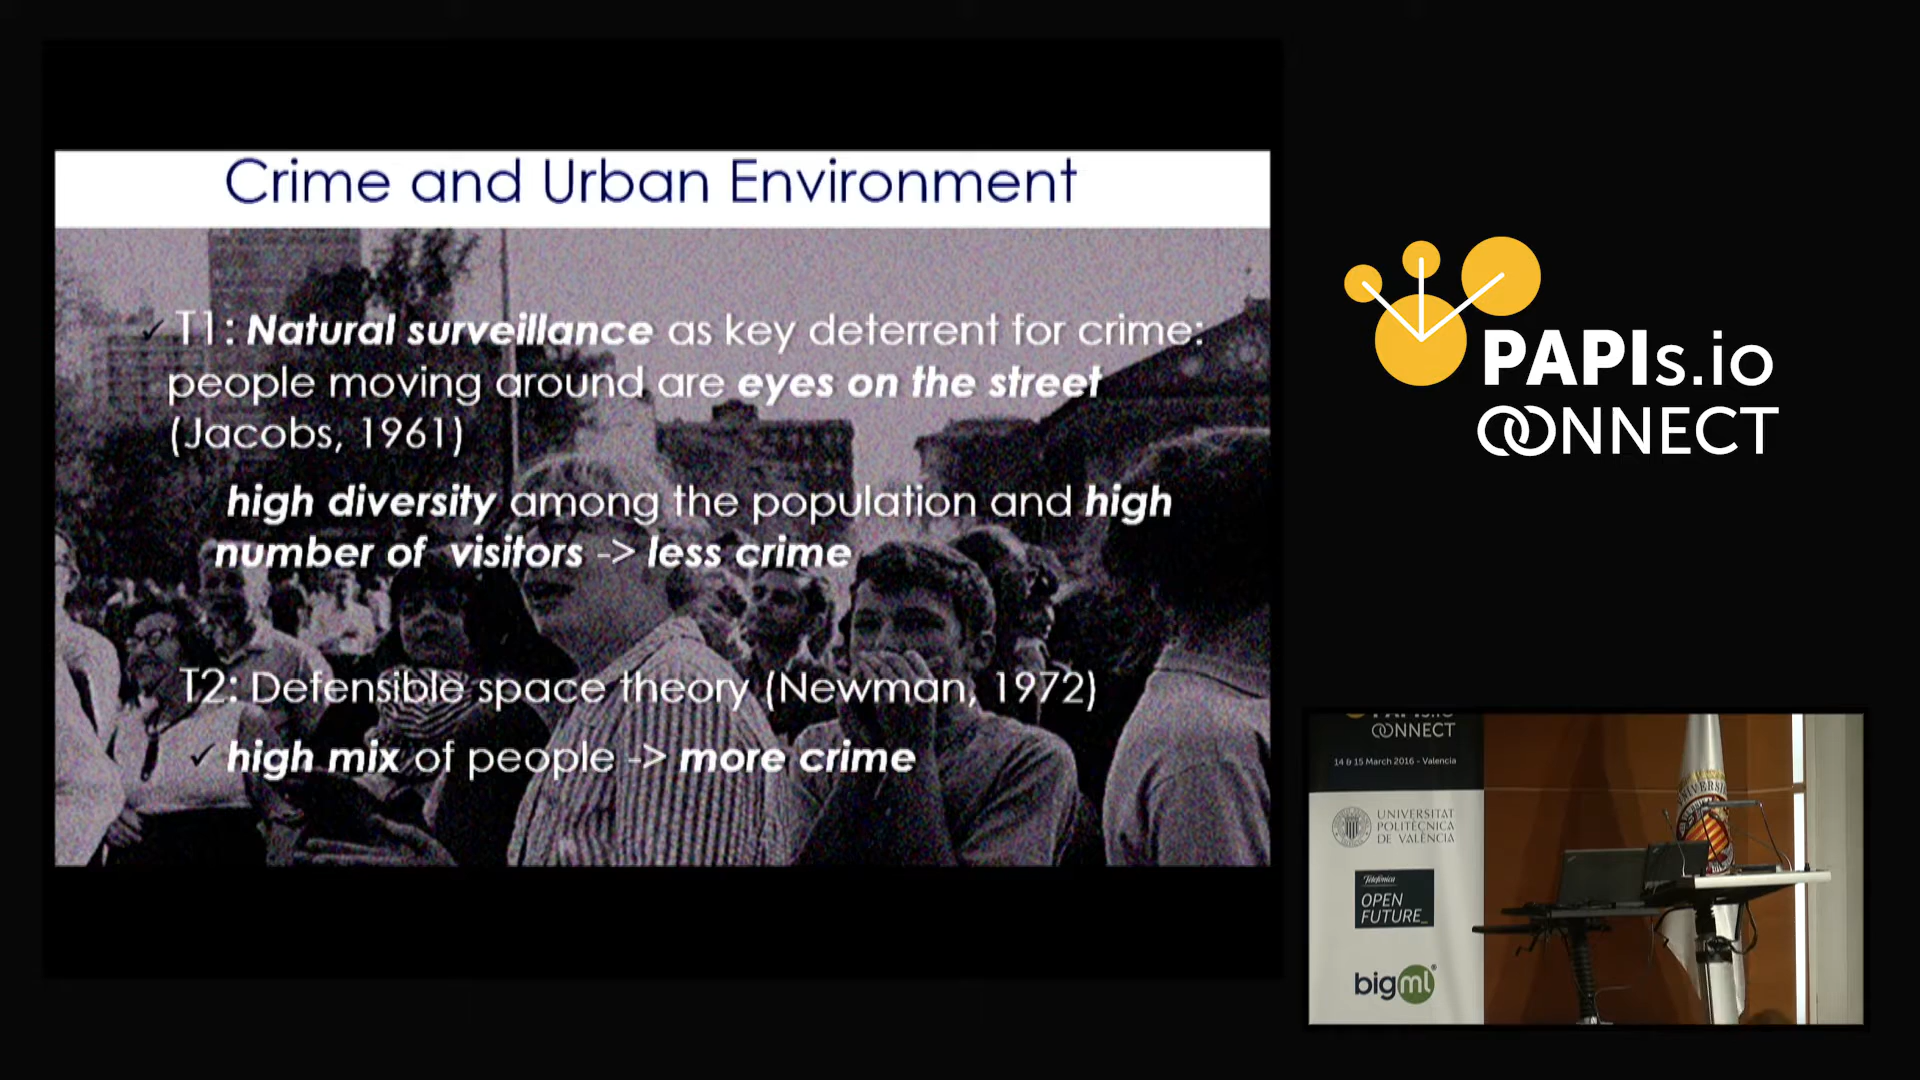 Crime and Urban Environment
✓ T1: Natural surveillance as key deterrent for crime:
people moving around are eyes on the street
(Jacobs, 1961)
high diversity among the population and high
number of visitors -> less crime
T2: Defensible space theory (Newman, 1972)
✓ high mix of people -> more crime
PAPIs.io
CONNECT
CONNECT
14 & 15 March 2016 - Valencia
UNIVERSITAT
POLITÈCNICA
DE VALÈNCIA
Telefónica
OPEN
FUTURE_
bigml